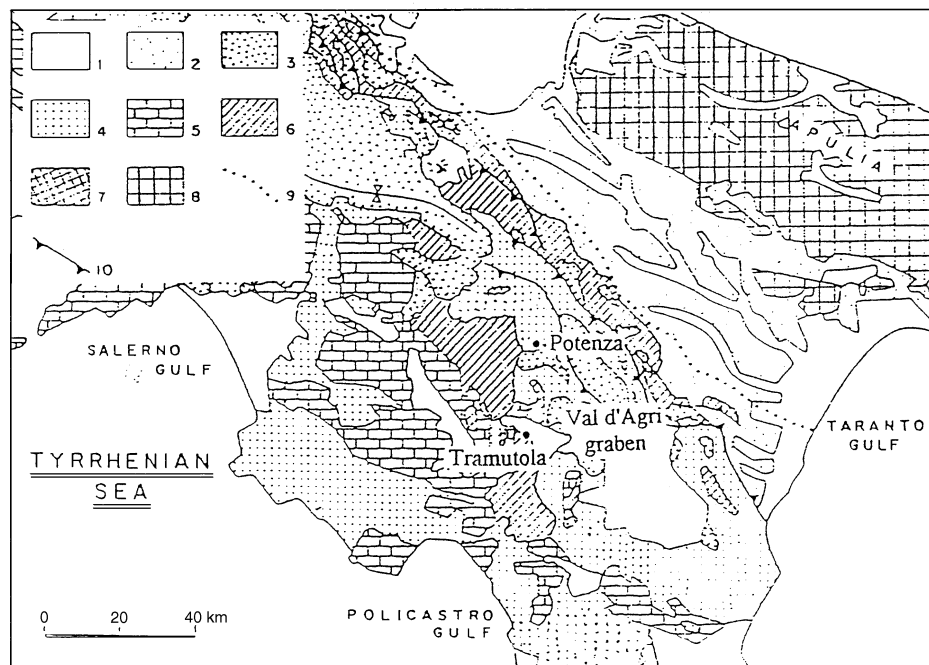 1 2 3
4 5 6
7 8 9
10
APULIA
Potenza
SALERNO
GULF
Val d'Agri
graben
TARANTO
GULF
Tramutola
TYRRHENIAN
SEA
POLICASTRO
GULF
0 20 40 km